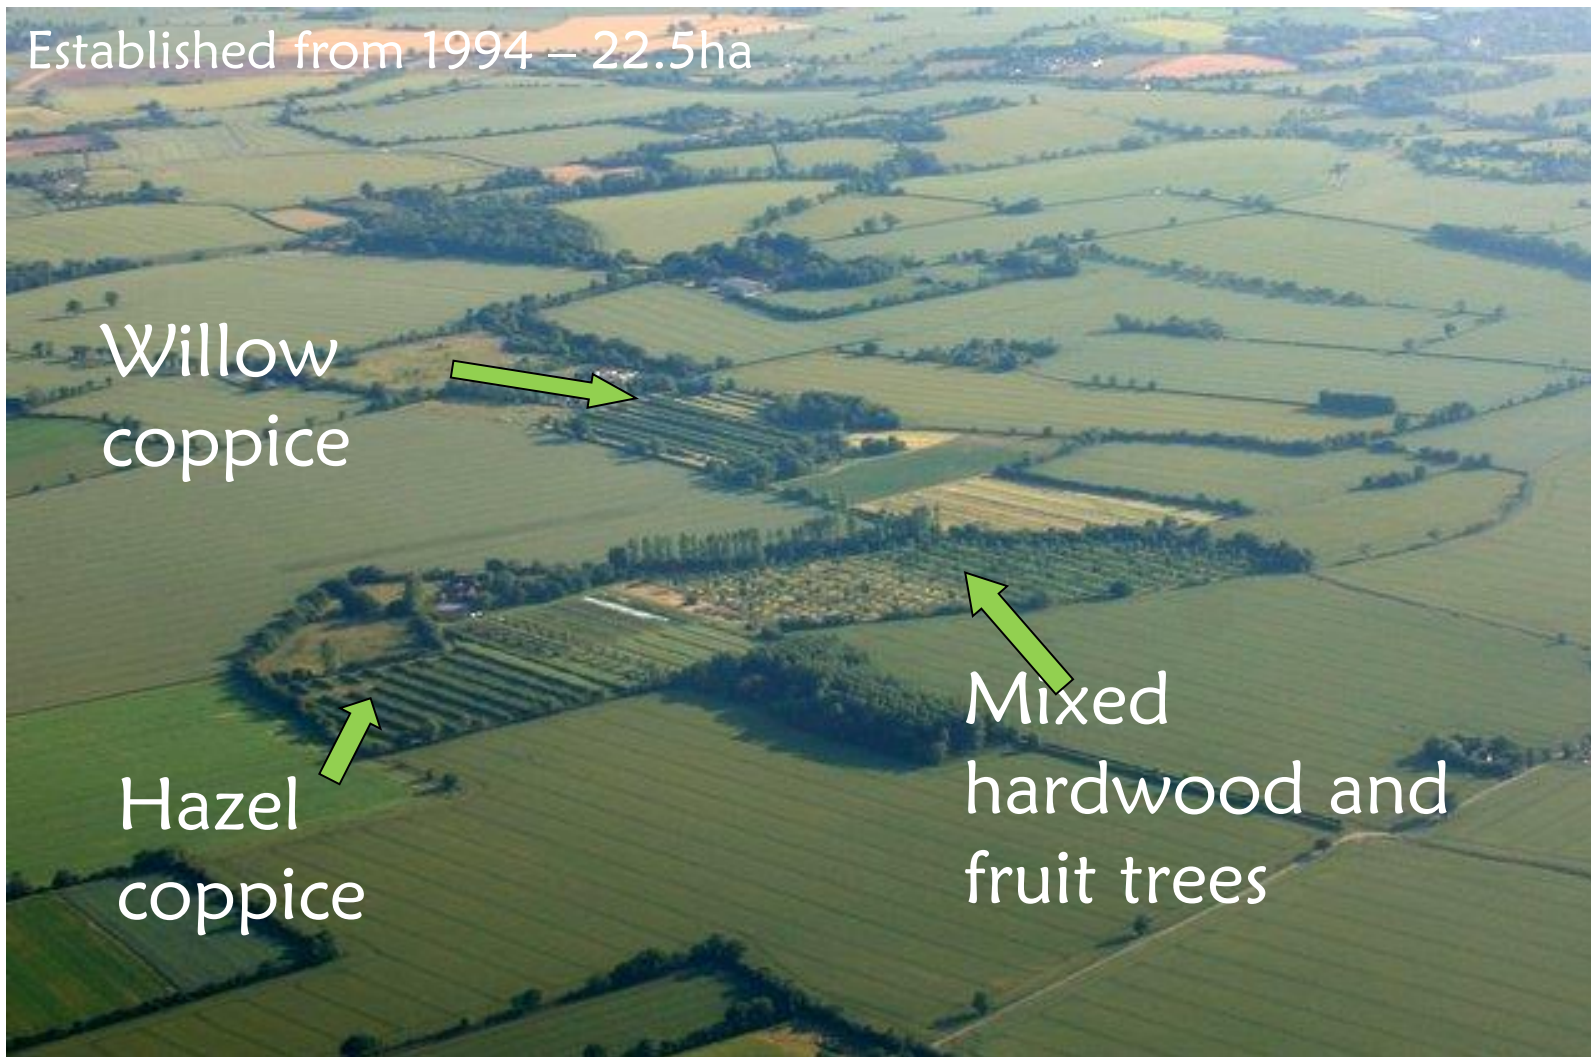 Established from 1994 – 22.5ha
Willow
coppice
Mixed
hardwood and
fruit trees
Hazel
coppice